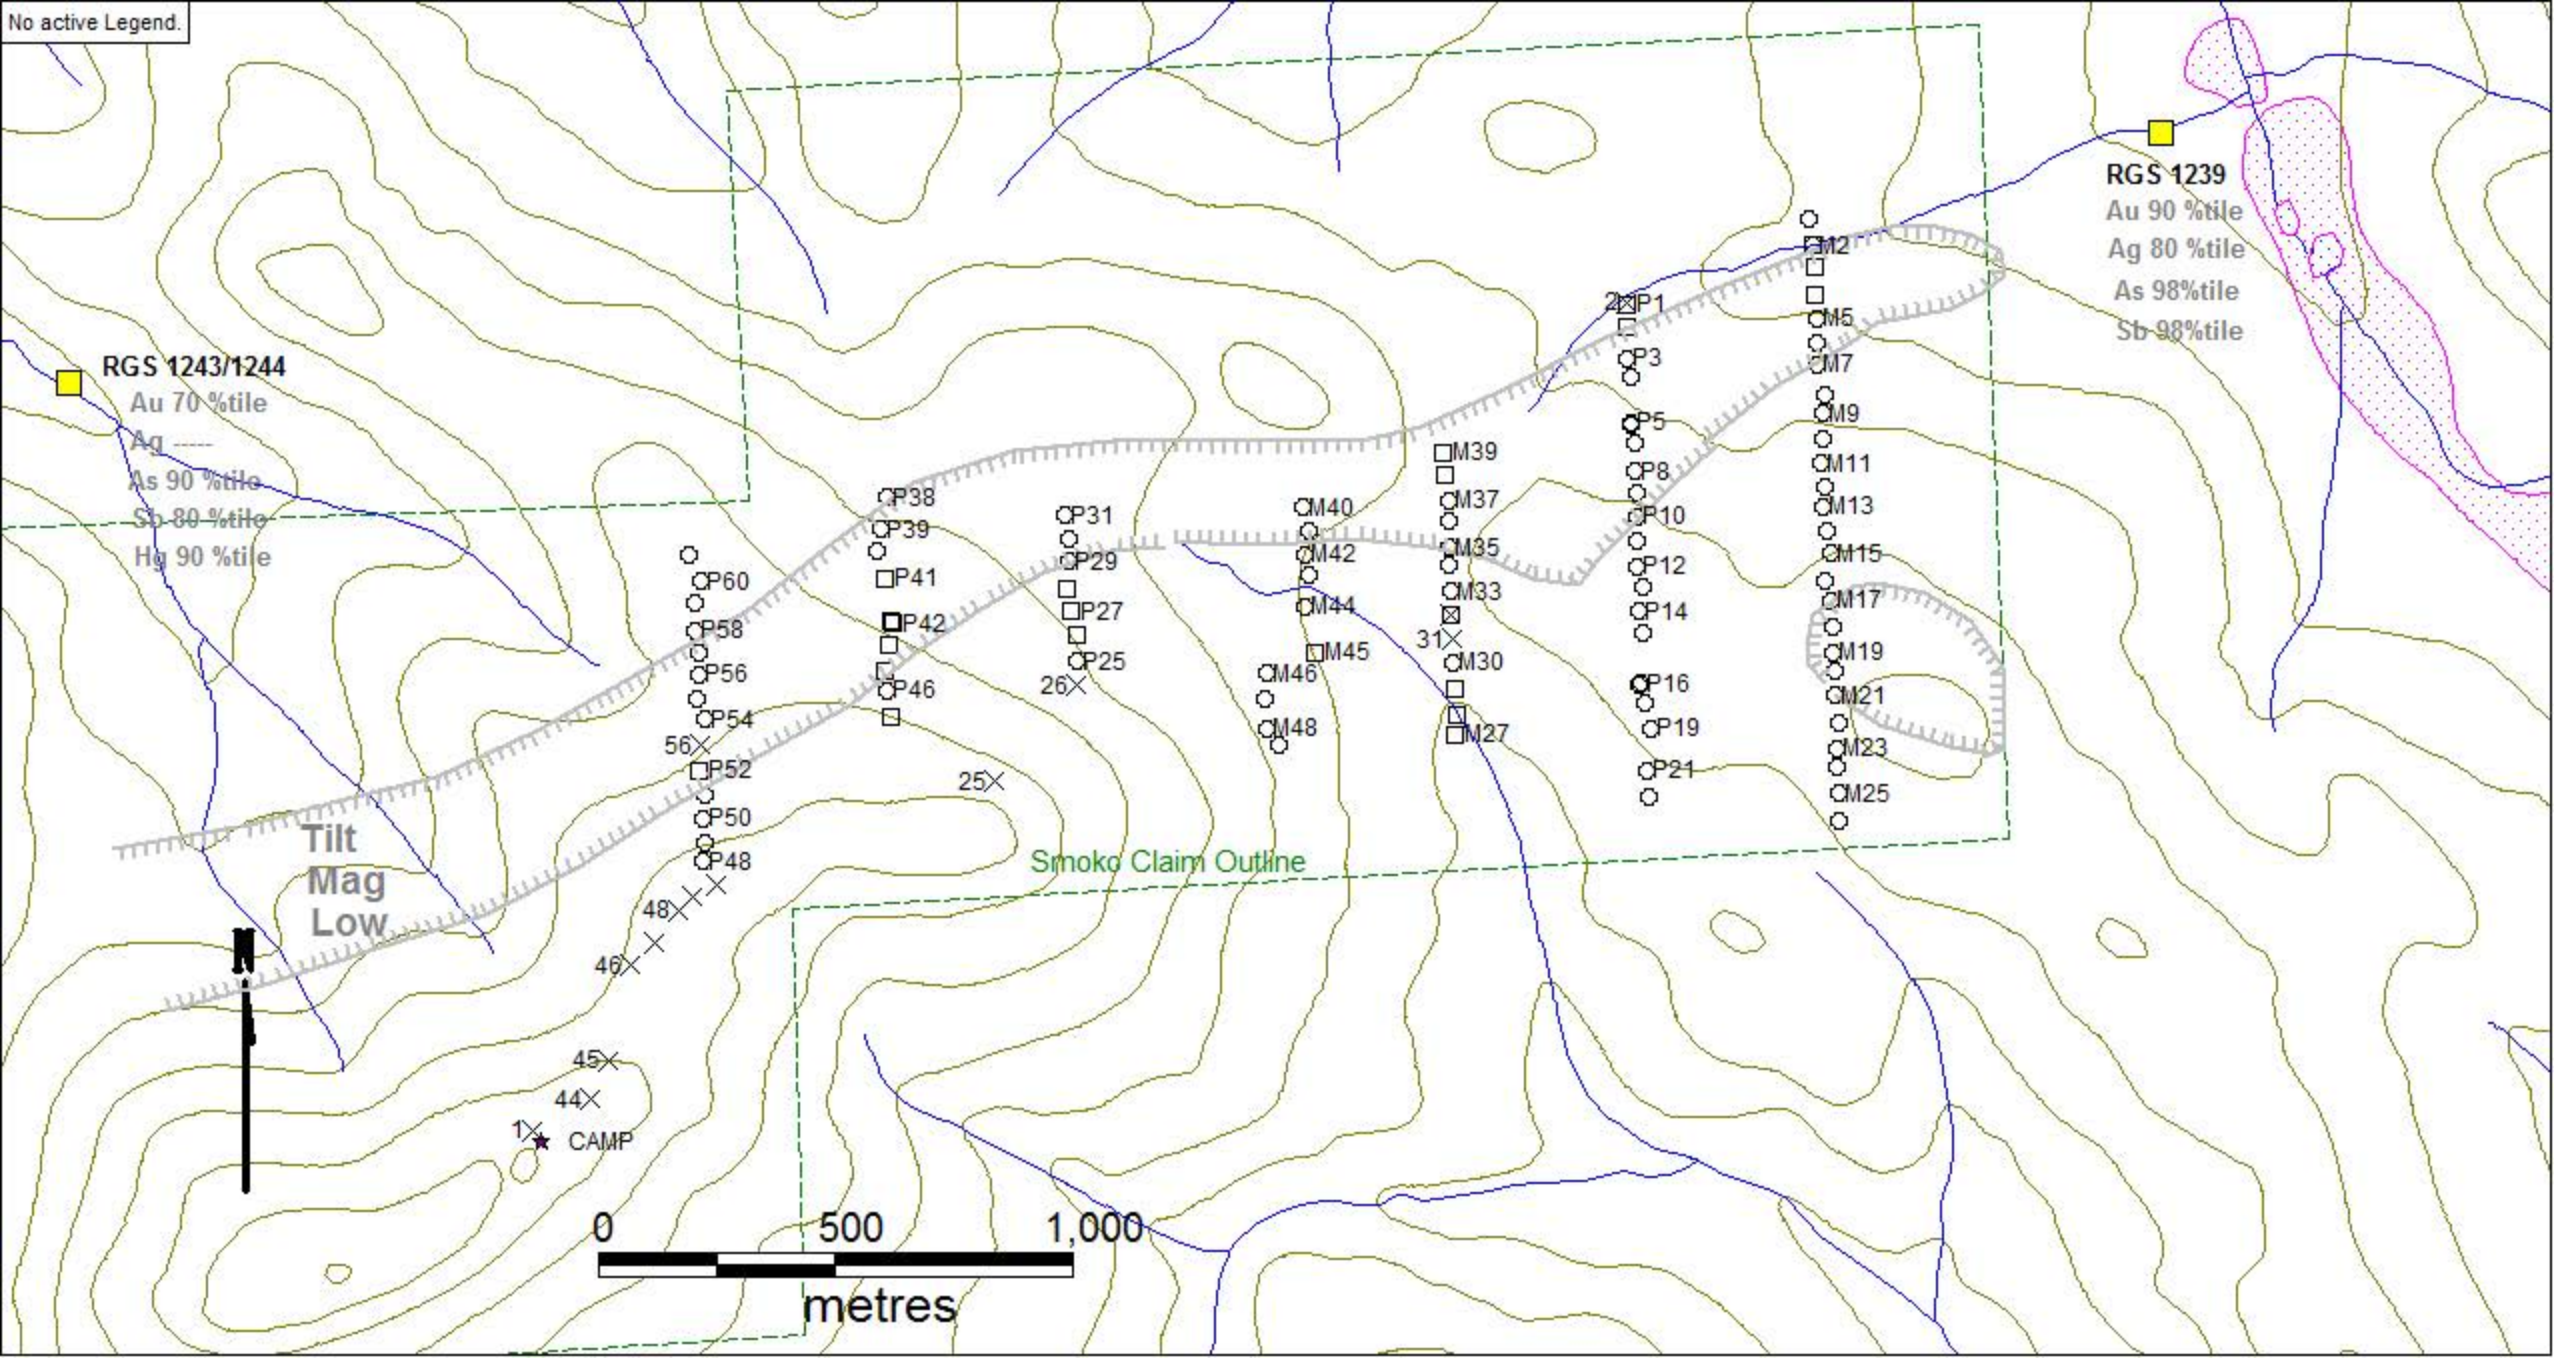 No active Legend.
RGS 1239
Au 90 %tile
Ag 80 %tile
As 98%tile
Sb 98%tile
RGS 1243/1244
Au 70 %tile
Ag -----
As 90 %tile
Sb 80 %tile
Hg 90 %tile
P60
P58
P56
P54
56
P52
P50
P48
48
46
45
44
1
CAMP
P38
P39
P41
P42
P46
25
P31
P29
P27
P25
26
M40
M42
M44
M45
M46
M48
M39
M37
M35
M33
31
M30
M27
2
P1
P3
P5
P8
P10
P12
P14
P16
P19
P21
M2
M5
M7
M9
M11
M13
M15
M17
M19
M21
M23
M25
Smoko Claim Outline
Tilt
Mag
Low
N
0 500 1,000
metres